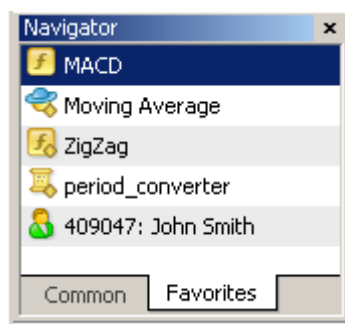 Navigator
MACD
Moving Average
ZigZag
period_converter
409047: John Smith
Common Favorites